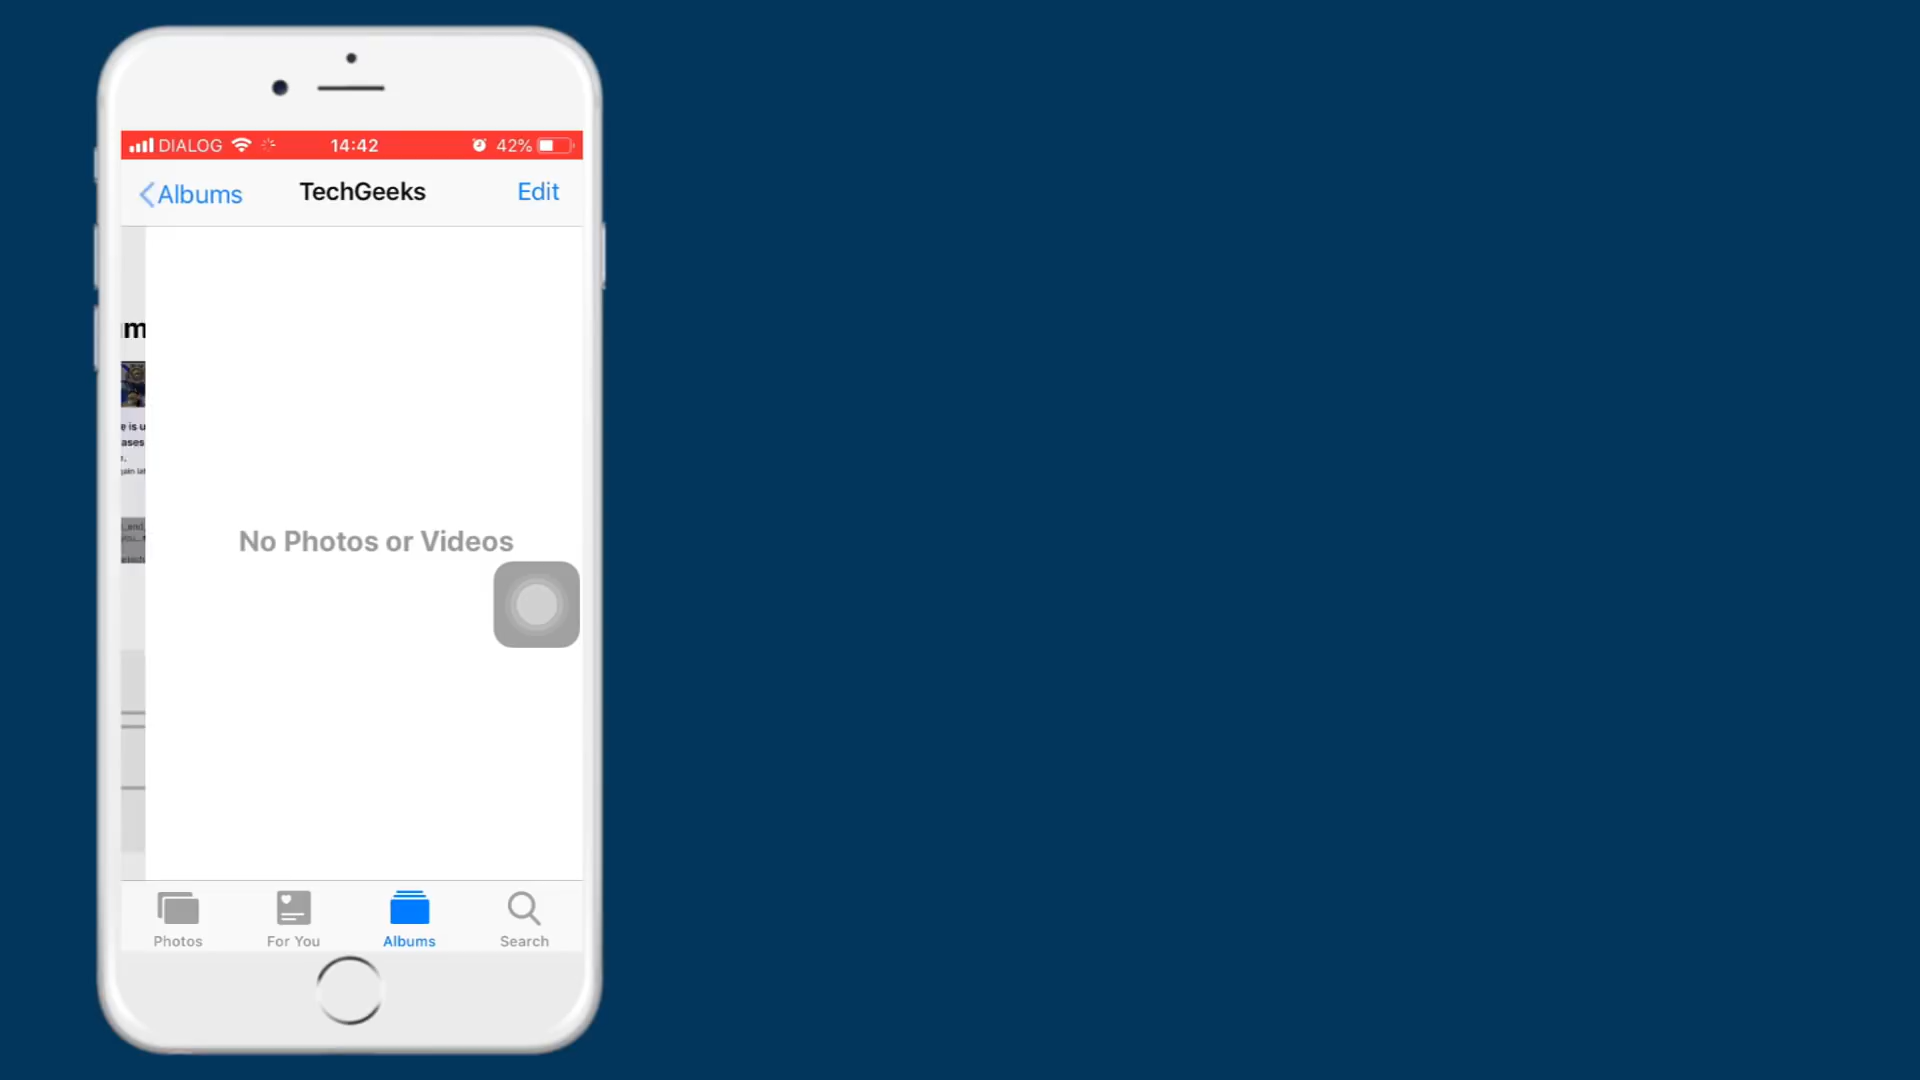 DIALOG 14:42 42%
Albums TechGeeks Edit
No Photos or Videos
Photos For You Albums Search